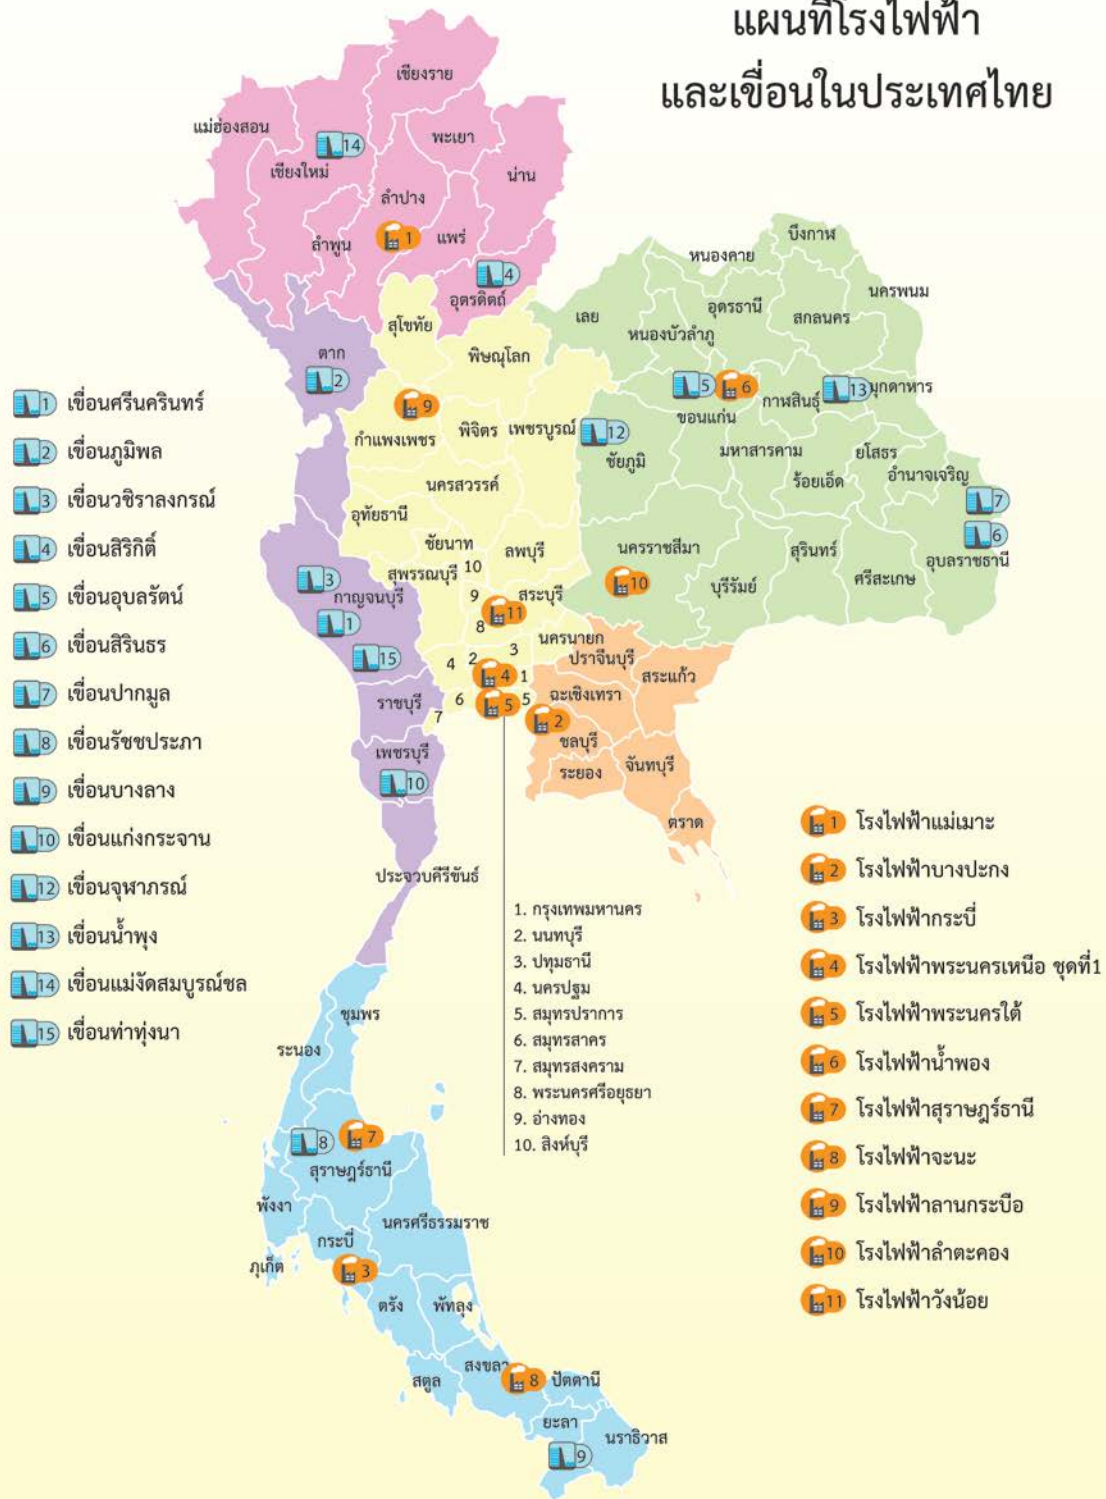 แผนที่โรงไฟฟ้า
และเขื่อนในประเทศไทย
เชียงราย
แม่ฮ่องสอน
พะเยา
14
เชียงใหม่
น่าน
ลำปาง
1
แพร่
ลำพูน
4
อุตรดิตถ์
บึงกาฬ
หนองคาย
นครพนม
อุดรธานี
เลย
สกลนคร
สุโขทัย
หนองบัวลำภู
ตาก
พิษณุโลก
2
5
6
13
มุกดาหาร
กาฬสินธุ์
9
ขอนแก่น
กำแพงเพชร
พิจิตร
เพชรบูรณ์
12
ชัยภูมิ
มหาสารคาม
ยโสธร
ร้อยเอ็ด
อำนาจเจริญ
นครสวรรค์
7
อุทัยธานี
6
ชัยนาท
ลพบุรี
นครราชสีมา
สุรินทร์
อุบลราชธานี
สุพรรณบุรี
10
3
กาญจนบุรี
10
บุรีรัมย์
ศรีสะเกษ
9
สระบุรี
11
1
8
นครนายก
15
4
2
3
ปราจีนบุรี
4
1
สระแก้ว
ราชบุรี
6
5
5
ฉะเชิงเทรา
7
2
ชลบุรี
เพชรบุรี
10
ระยอง
จันทบุรี
ตราด
ประจวบคีรีขันธ์
1 เขื่อนศรีนครินทร์
2 เขื่อนภูมิพล
3 เขื่อนวชิราลงกรณ์
4 เขื่อนสิริกิติ์
5 เขื่อนอุบลรัตน์
6 เขื่อนสิรินธร
7 เขื่อนปากมูล
8 เขื่อนรัชชประภา
9 เขื่อนบางลาง
10 เขื่อนแก่งกระจาน
12 เขื่อนจุฬาภรณ์
13 เขื่อนน้ำพุง
14 เขื่อนแม่งัดสมบูรณ์ชล
15 เขื่อนท่าทุ่งนา
1. กรุงเทพมหานคร
2. นนทบุรี
3. ปทุมธานี
4. นครปฐม
5. สมุทรปราการ
6. สมุทรสาคร
7. สมุทรสงคราม
8. พระนครศรีอยุธยา
9. อ่างทอง
10. สิงห์บุรี
1 โรงไฟฟ้าแม่เมาะ
2 โรงไฟฟ้าบางปะกง
3 โรงไฟฟ้ากระบี่
4 โรงไฟฟ้าพระนครเหนือ ชุดที่1
5 โรงไฟฟ้าพระนครใต้
6 โรงไฟฟ้าน้ำพอง
7 โรงไฟฟ้าสุราษฎร์ธานี
8 โรงไฟฟ้าจะนะ
9 โรงไฟฟ้าลานกระบือ
10 โรงไฟฟ้าลำตะคอง
11 โรงไฟฟ้าวังน้อย
ชุมพร
ระนอง
8
7
สุราษฎร์ธานี
พังงา
นครศรีธรรมราช
กระบี่
ภูเก็ต
3
ตรัง
พัทลุง
สงขลา
สตูล
8
ปัตตานี
ยะลา
นราธิวาส
9